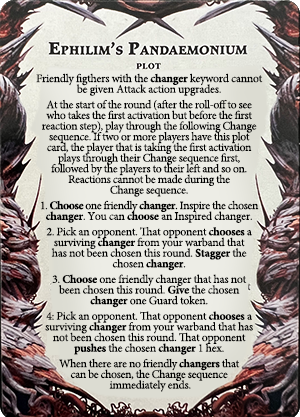 Ephilim's Pandaemonium
PLOT
Friendly figthers with the changer keyword cannot
be given Attack action upgrades.
At the start of the round (after the roll-off to see
who takes the first activation but before the first
reaction step), play through the following Change
sequence. If two or more players have this plot
card, the player that is taking the first activation
plays through their Change sequence first,
followed by the players to their left and so on.
Reactions cannot be made during the
Change sequence.
1. Choose one friendly changer. Inspire the chosen
changer. You can choose an Inspired changer.
2. Pick an opponent. That opponent chooses a
surviving changer from your warband that
has not been chosen this round. Stagger the
chosen changer.
3. Choose one friendly changer that has not
been chosen this round. Give the chosen
changer one Guard token.
4: Pick an opponent. That opponent chooses a
surviving changer from your warband that has
not been chosen this round. That opponent
pushes the chosen changer 1 hex.
When there are no friendly changers that
can be chosen, the Change sequence
immediately ends.